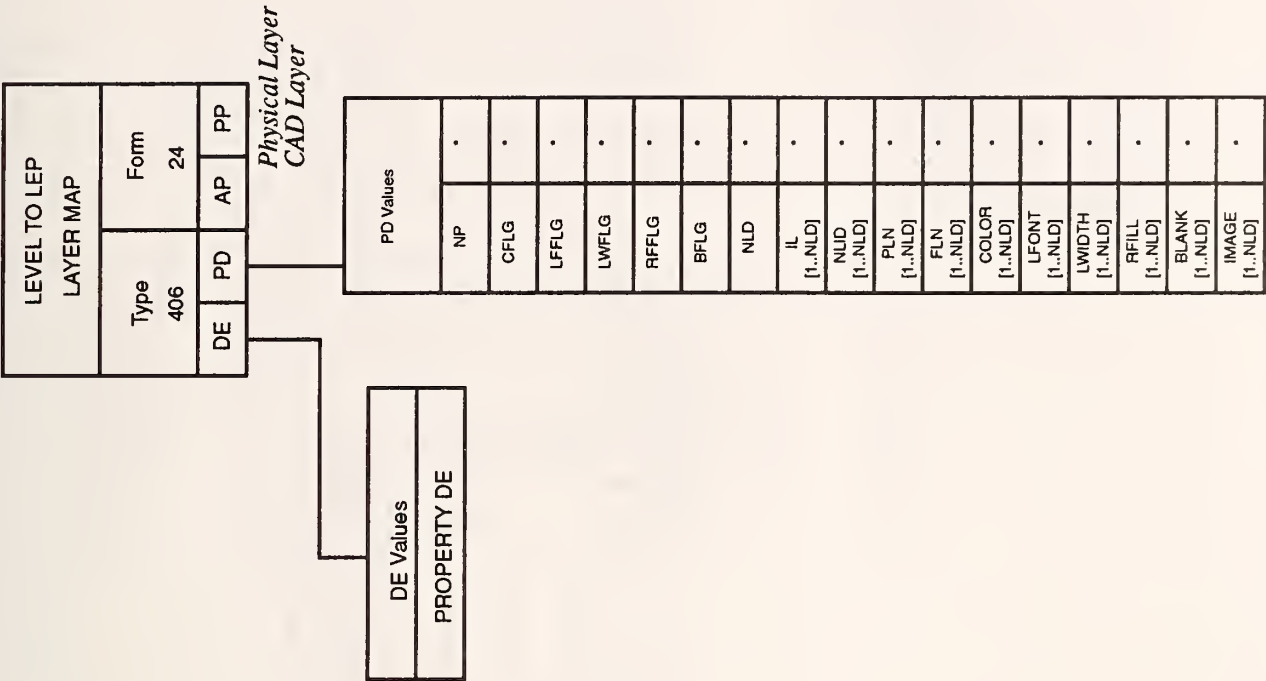 LEVEL TO LEP
LAYER MAP
Type
406
Form
24
DE
PD
AP
PP
Physical Layer
CAD Layer
PD Values
NP •
CFLG •
LFFLG •
LWFLG •
RFFLG •
BFLG •
NLD •
IL •
[1..NLD]
NLID •
[1..NLD]
PLN •
[1..NLD]
FLN •
[1..NLD]
COLOR •
[1..NLD]
LFONT •
[1..NLD]
LWIDTH •
[1..NLD]
RFILL •
[1..NLD]
BLANK •
[1..NLD]
IMAGE •
[1..NLD]
DE Values
PROPERTY DE